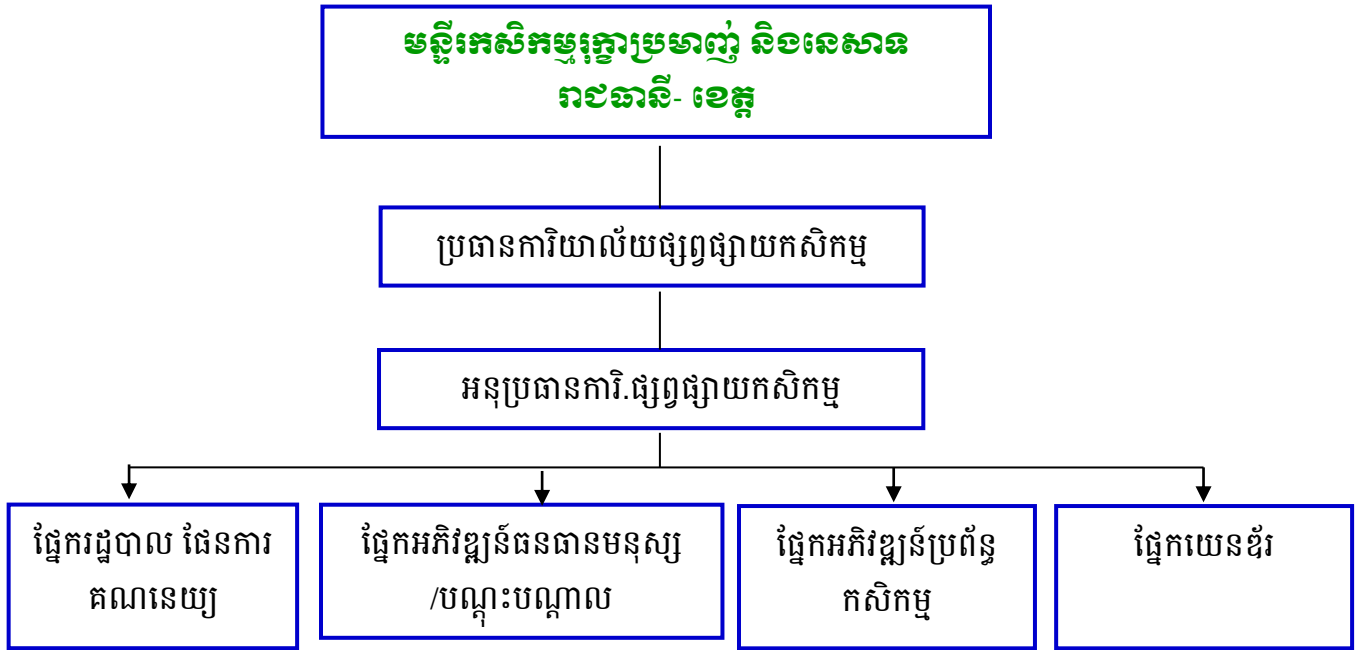 មន្ទីរកសិកម្មរុក្ខាប្រមាញ់ និងនេសាទ
រាជធានី- ខេត្ត
ប្រធានការិយាល័យផ្សព្វផ្សាយកសិកម្ម
អនុប្រធានការិ.ផ្សព្វផ្សាយកសិកម្ម
ផ្នែករដ្ឋបាល ផែនការ
គណនេយ្យ
ផ្នែកអភិវឌ្ឍន៍ធនធានមនុស្ស
/បណ្តុះបណ្តាល
ផ្នែកអភិវឌ្ឍន៍ប្រព័ន្ធ
កសិកម្ម
ផ្នែកយេនឌ័រ